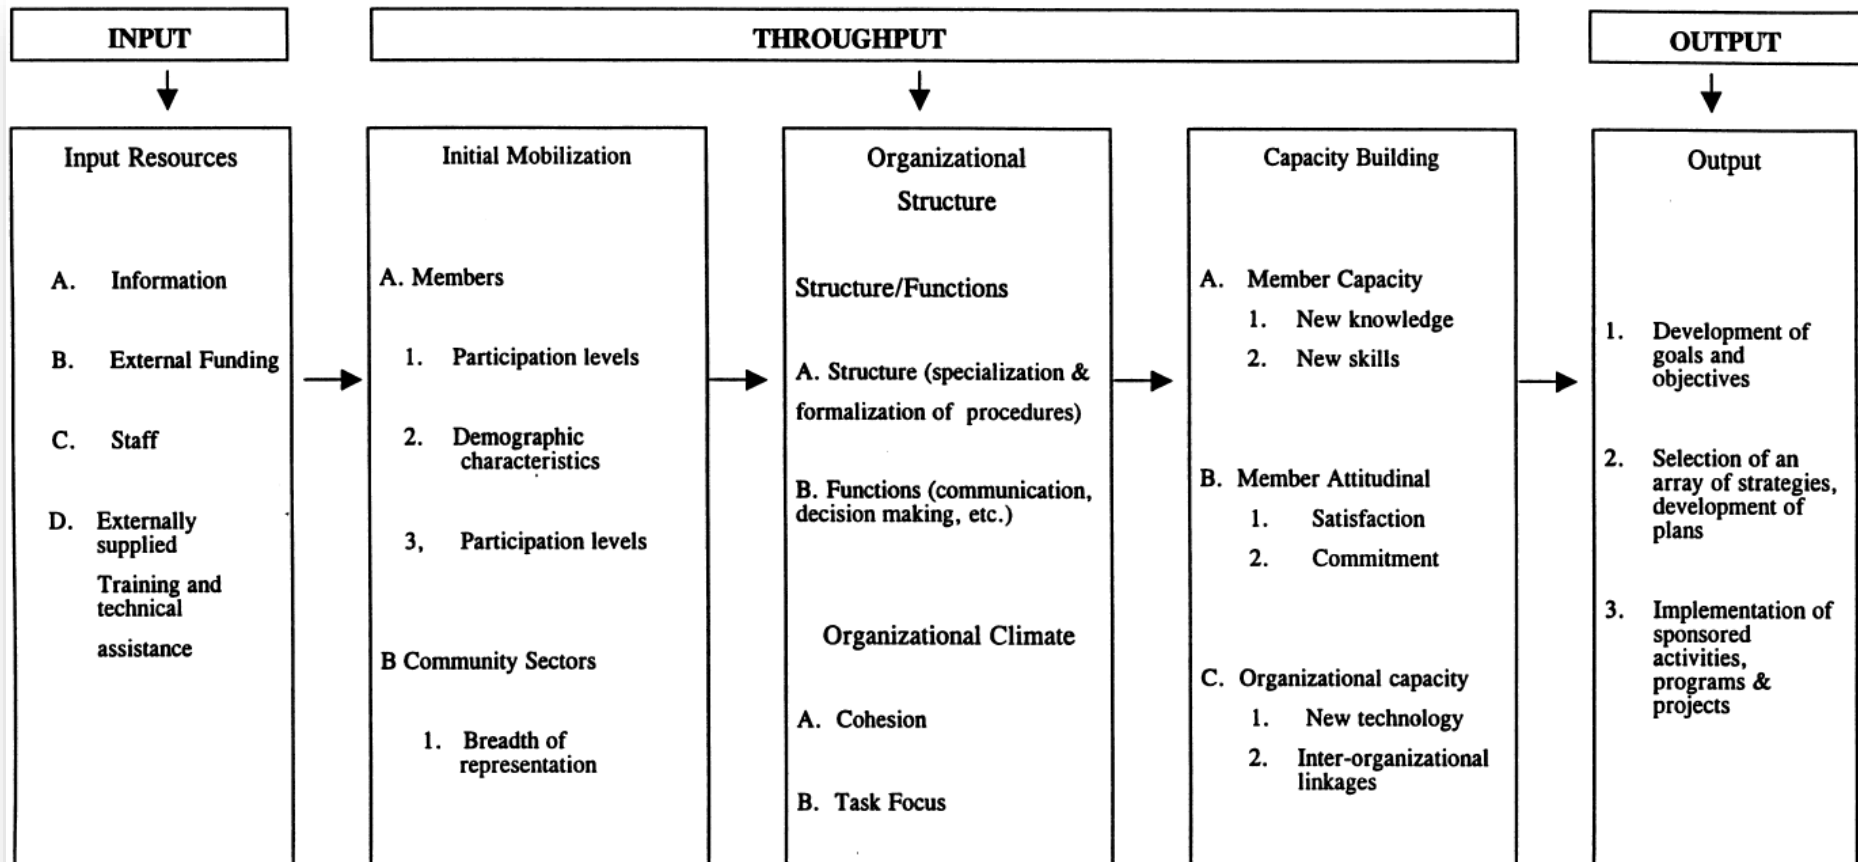 INPUT
THROUGHPUT
OUTPUT
Input Resources
A. Information
B. External Funding
C. Staff
D. Externally
supplied
Training and
technical
assistance
Initial Mobilization
A. Members
1. Participation levels
2. Demographic
characteristics
3, Participation levels
B Community Sectors
1. Breadth of
representation
Organizational
Structure
Structure/Functions
A. Structure (specialization &
formalization of procedures)
B. Functions (communication,
decision making, etc.)
Organizational Climate
A. Cohesion
B. Task Focus
Capacity Building
A. Member Capacity
1. New knowledge
2. New skills
B. Member Attitudinal
1. Satisfaction
2. Commitment
C. Organizational capacity
1. New technology
2. Inter-organizational
linkages
Output
1. Development of
goals and
objectives
2. Selection of an
array of strategies,
development of
plans
3. Implementation of
sponsored
activities,
programs &
projects